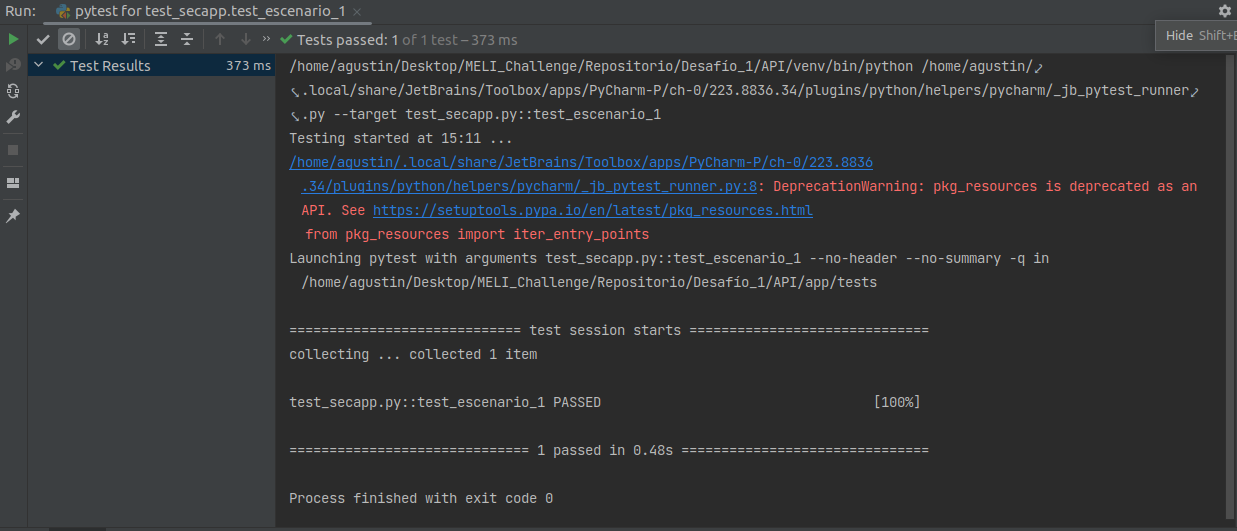 Run: pytest for test_secapp.test_escenario_1 ×
Hide Shift+E
Tests passed: 1 of 1 test – 373 ms
Test Results 373 ms
/home/agustin/Desktop/MELI_Challenge/Repositorio/Desafío_1/API/venv/bin/python /home/agustin/
.local/share/JetBrains/Toolbox/apps/PyCharm-P/ch-0/223.8836.34/plugins/python/helpers/pycharm/_jb_pytest_runner
.py --target test_secapp.py::test_escenario_1
Testing started at 15:11 ...
/home/agustin/.local/share/JetBrains/Toolbox/apps/PyCharm-P/ch-0/223.8836
.34/plugins/python/helpers/pycharm/_jb_pytest_runner.py:8: DeprecationWarning: pkg_resources is deprecated as an
API. See https://setuptools.pypa.io/en/latest/pkg_resources.html
from pkg_resources import iter_entry_points
Launching pytest with arguments test_secapp.py::test_escenario_1 --no-header --no-summary -q in
/home/agustin/Desktop/MELI_Challenge/Repositorio/Desafío_1/API/app/tests
============================= test session starts ==============================
collecting ... collected 1 item
test_secapp.py::test_escenario_1 PASSED [100%]
============================== 1 passed in 0.48s ===============================
Process finished with exit code 0